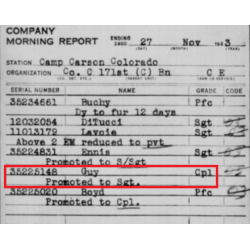 COMPANY
MORNING REPORT ENDING 2400 27 Nov 1943
STATION Camp Carson Colorado
ORGANIZATION Co. C 171st (C) Bn C E
SERIAL NUMBER NAME GRADE CODE
35234661 Buchy Pfc
Dy to fur 12 days
12032054 DiTucci Sgt
11013179 Lavoie Sgt
Above 2 EM reduced to pvt
35224831 Ennis Sgt
Promoted to S/Sgt
35225148 Guy Cpl
Promoted to Sgt.
35225020 Boyd Pfc
Promoted to Cpl.